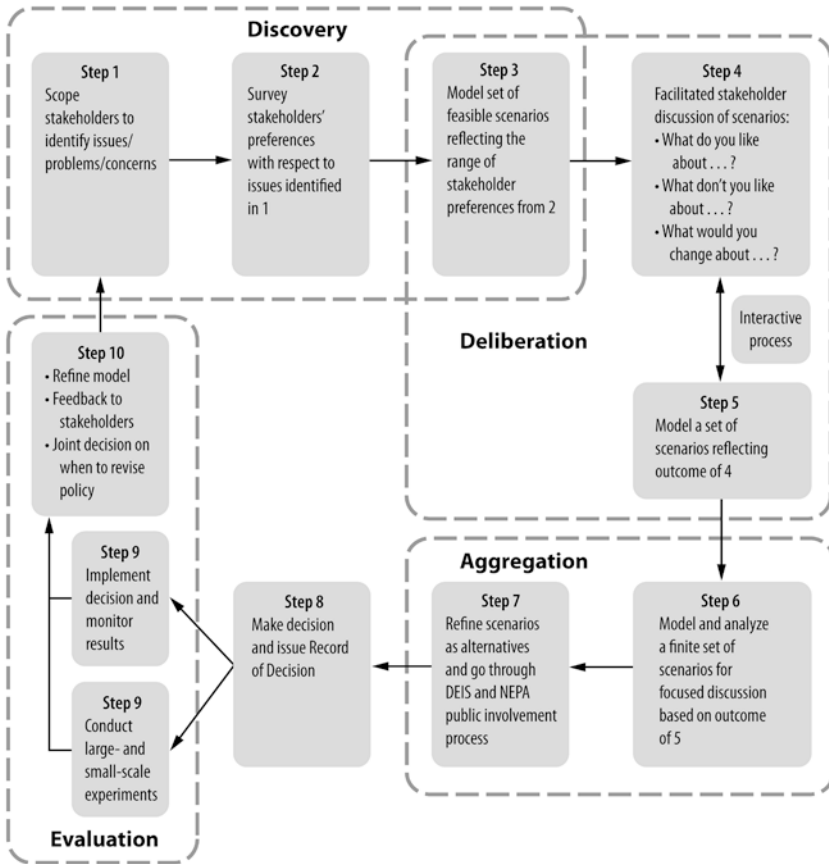 Discovery
Step 1
Scope
stakeholders to
identify issues/
problems/concerns
Step 2
Survey
stakeholders’
preferences
with respect to
issues identified
in 1
Step 3
Model set of
feasible scenarios
reflecting the
range of
stakeholder
preferences from 2
Step 4
Facilitated stakeholder
discussion of scenarios:
• What do you like
about . . . ?
• What don’t you like
about . . . ?
• What would you
change about . . . ?
Interactive
process
Deliberation
Step 5
Model a set of
scenarios reflecting
outcome of 4
Aggregation
Step 6
Model and analyze
a finite set of
scenarios for
focused discussion
based on outcome
of 5
Step 7
Refine scenarios
as alternatives
and go through
DEIS and NEPA
public involvement
process
Step 8
Make decision
and issue Record
of Decision
Step 9
Implement
decision and
monitor
results
Step 9
Conduct
large- and
small-scale
experiments
Step 10
• Refine model
• Feedback to
stakeholders
• Joint decision on
when to revise
policy
Evaluation